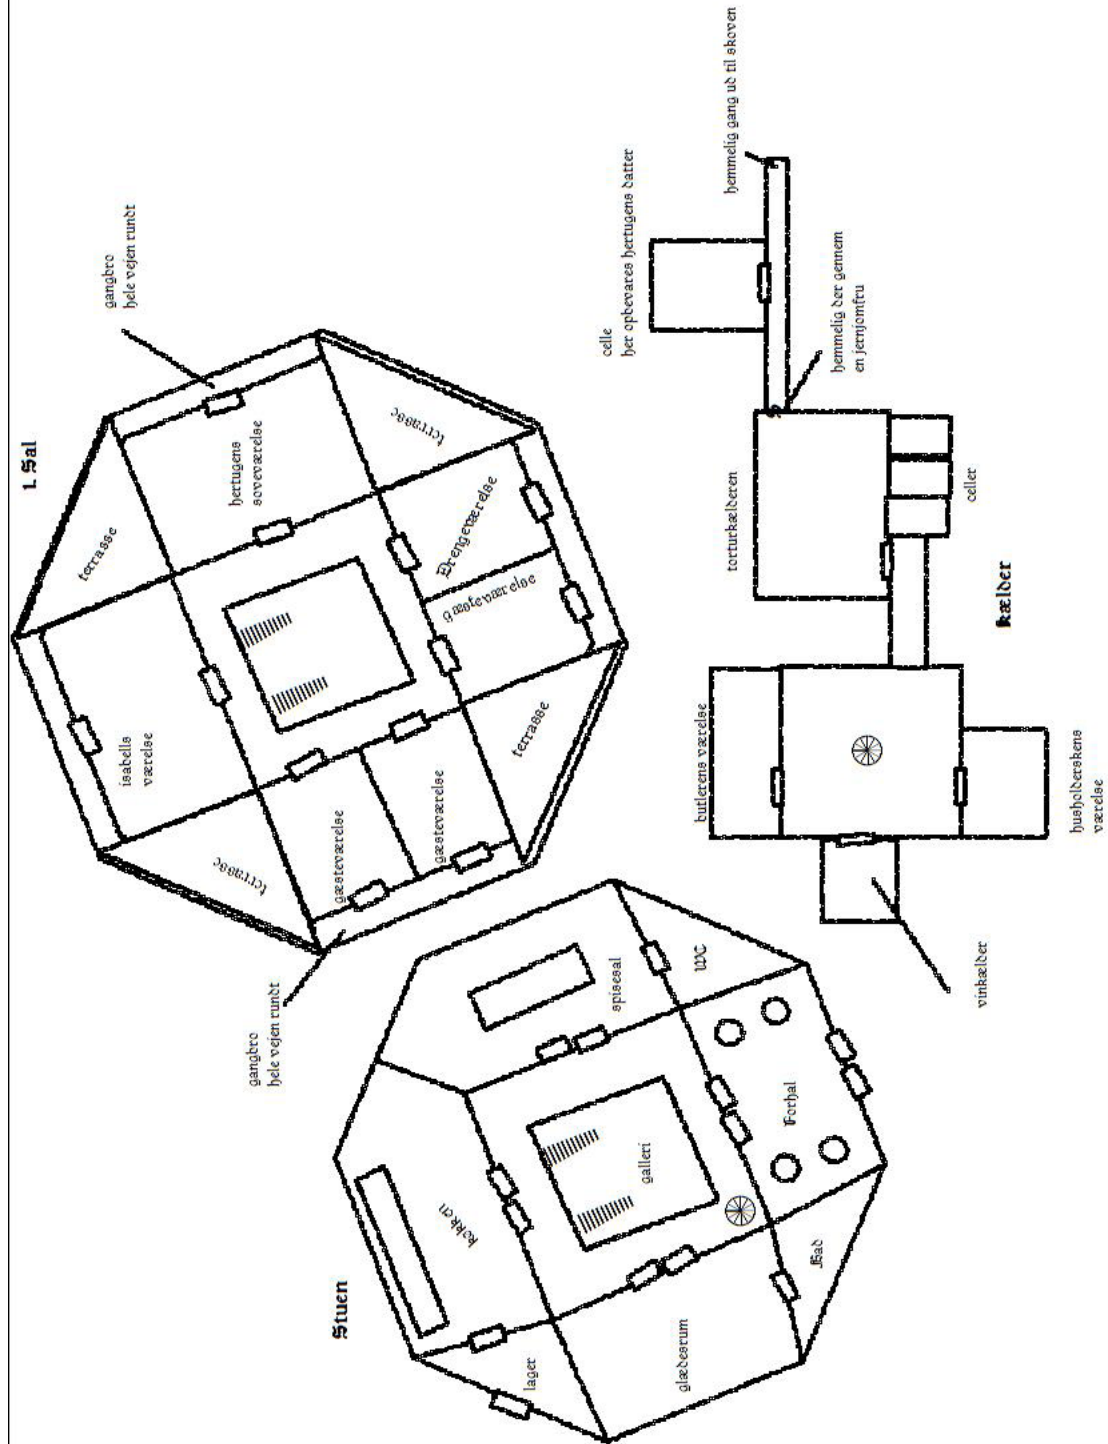 1. Sal
gangbro
hele vejen rundt
terrasse
hertugens
soveværelse
terrasse
isabells
værelse
Drengeværelse
gæsteværelse
terrasse
gæsteværelse
gæsteværelse
terrasse
gangbro
hele vejen rundt
Stuen
køkken
spisesal
WC
galleri
Forhal
lager
glædesrum
Bad
celle
her opbevares hertugens datter
hemmelig gang ud til skoven
hemmelig dør gennem
en jernjomfru
torturkælderen
celler
kælder
butlerens værelse
husholderskens
værelse
vinkælder